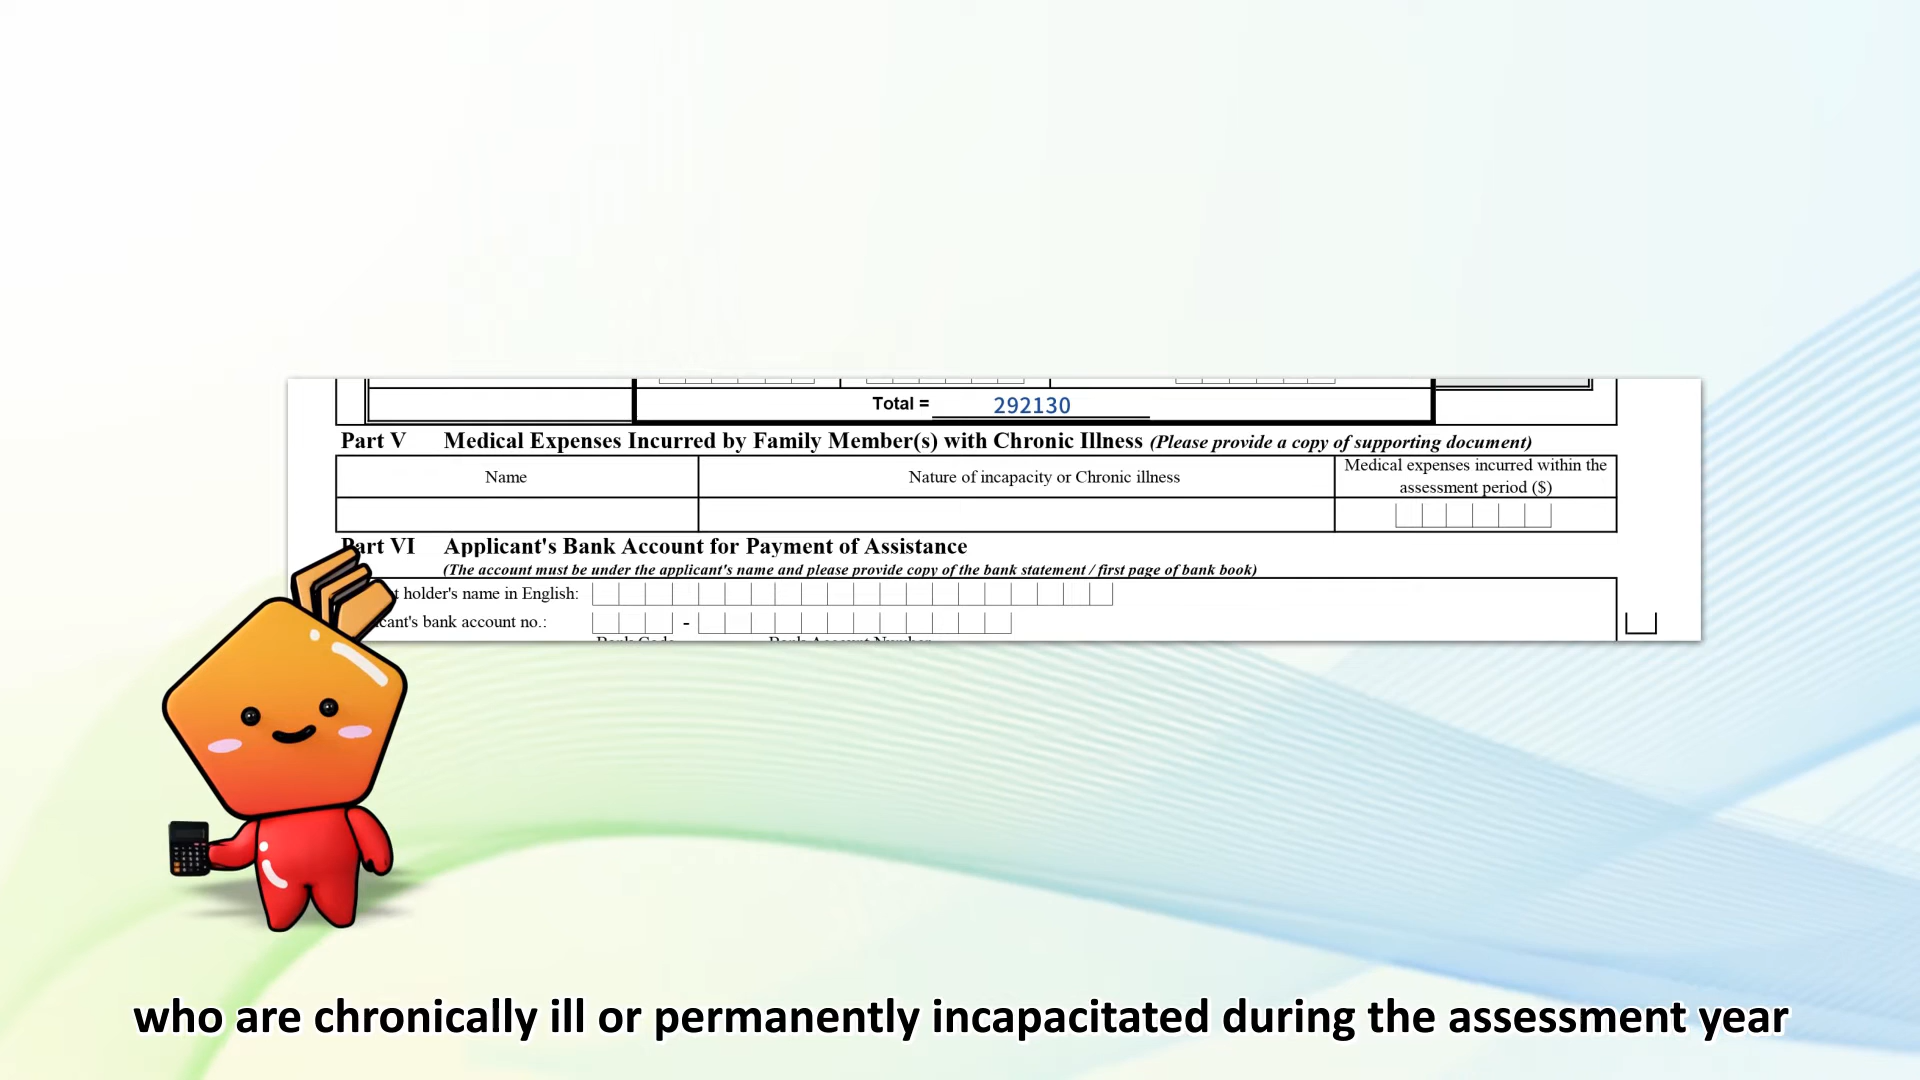 Total = 292130
Part V Medical Expenses Incurred by Family Member(s) with Chronic Illness (Please provide a copy of supporting document)
Name Nature of incapacity or Chronic illness Medical expenses incurred within the assessment period ($)
Part VI Applicant's Bank Account for Payment of Assistance
(The account must be under the applicant's name and please provide copy of the bank statement / first page of bank book)
holder's name in English:
bank account no.: -
Bank Code Bank Account Number
who are chronically ill or permanently incapacitated during the assessment year